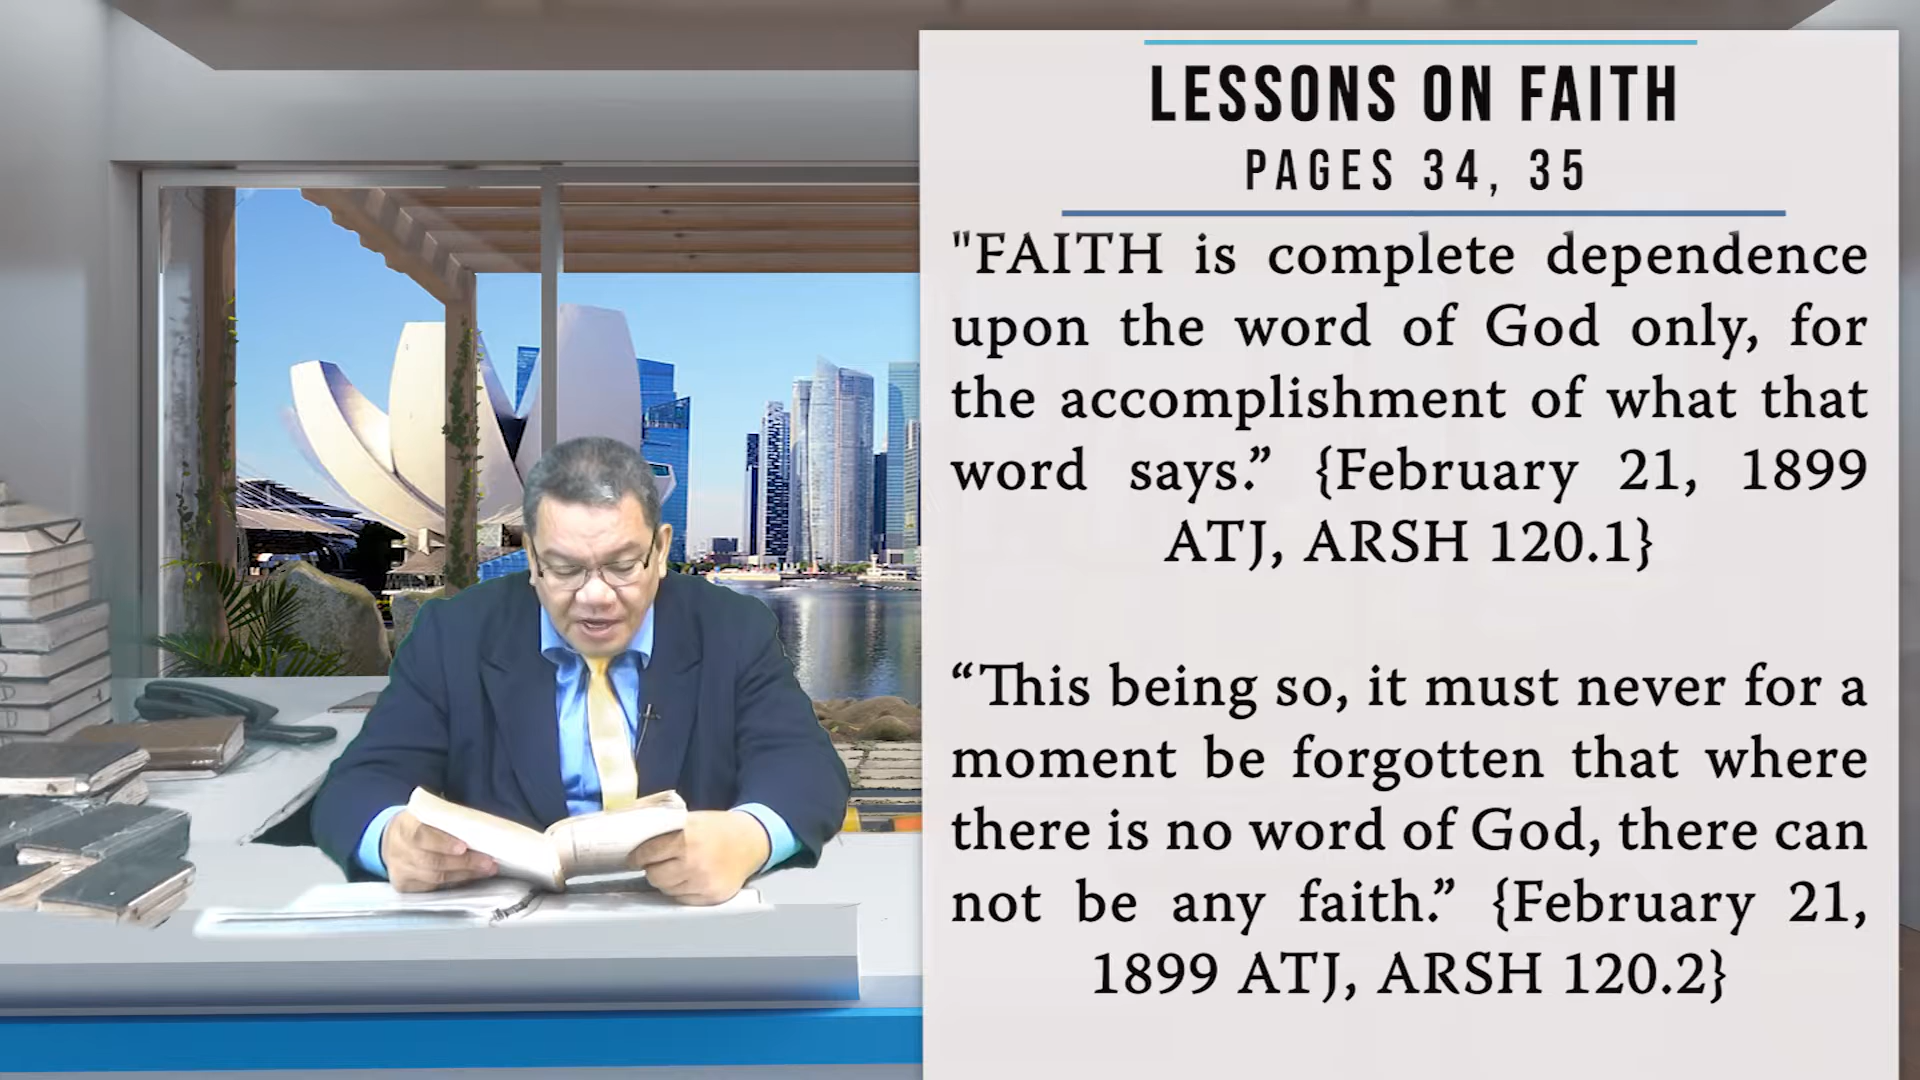 LESSONS ON FAITH
PAGES 34, 35
"FAITH is complete dependence
upon the word of God only, for
the accomplishment of what that
word says.” {February 21, 1899
ATJ, ARSH 120.1}
“This being so, it must never for a
moment be forgotten that where
there is no word of God, there can
not be any faith.” {February 21,
1899 ATJ, ARSH 120.2}